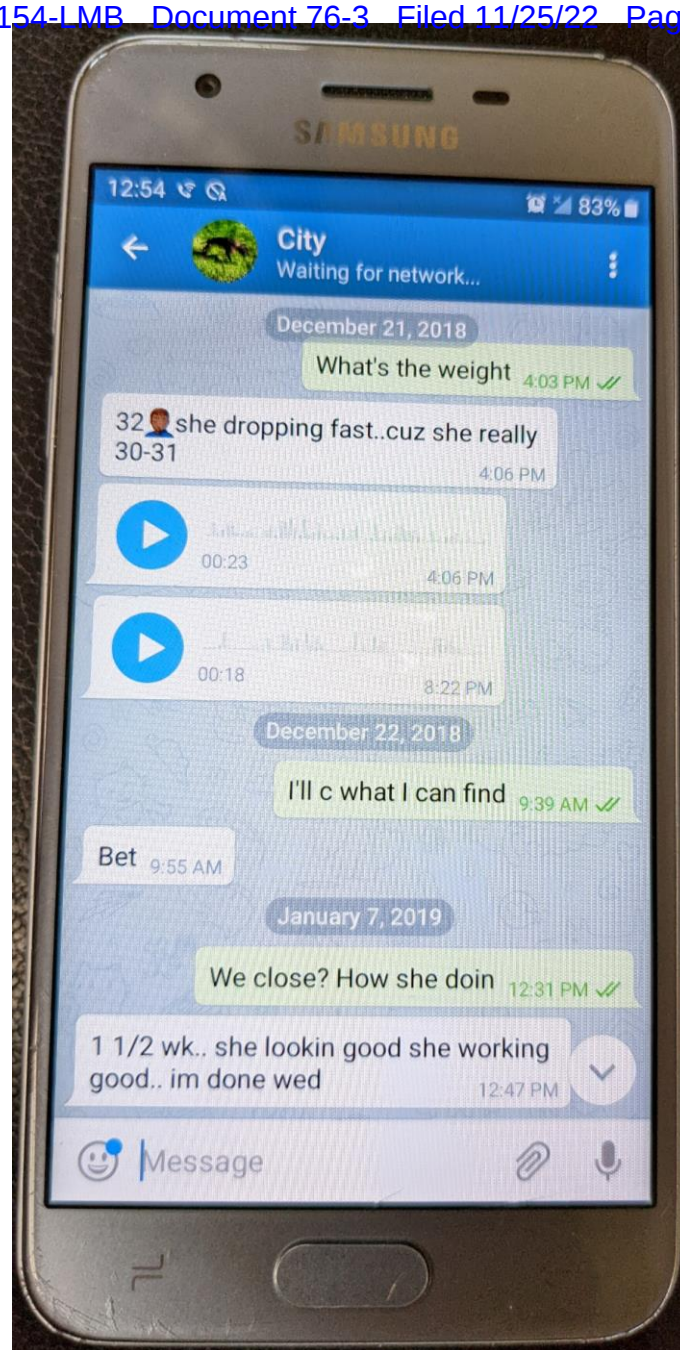 154-LMB Document 76-3 Filed 11/25/22 Pag
SAMSUNG
12:54 83%
City
Waiting for network...
December 21, 2018
What's the weight 4:03 PM
32🤦🏾‍♂️she dropping fast..cuz she really
30-31
4:06 PM
00:23 4:06 PM
00:18 8:22 PM
December 22, 2018
I'll c what I can find 9:39 AM
Bet 9:55 AM
January 7, 2019
We close? How she doin 12:31 PM
1 1/2 wk.. she lookin good she working
good.. im done wed 12:47 PM
Message